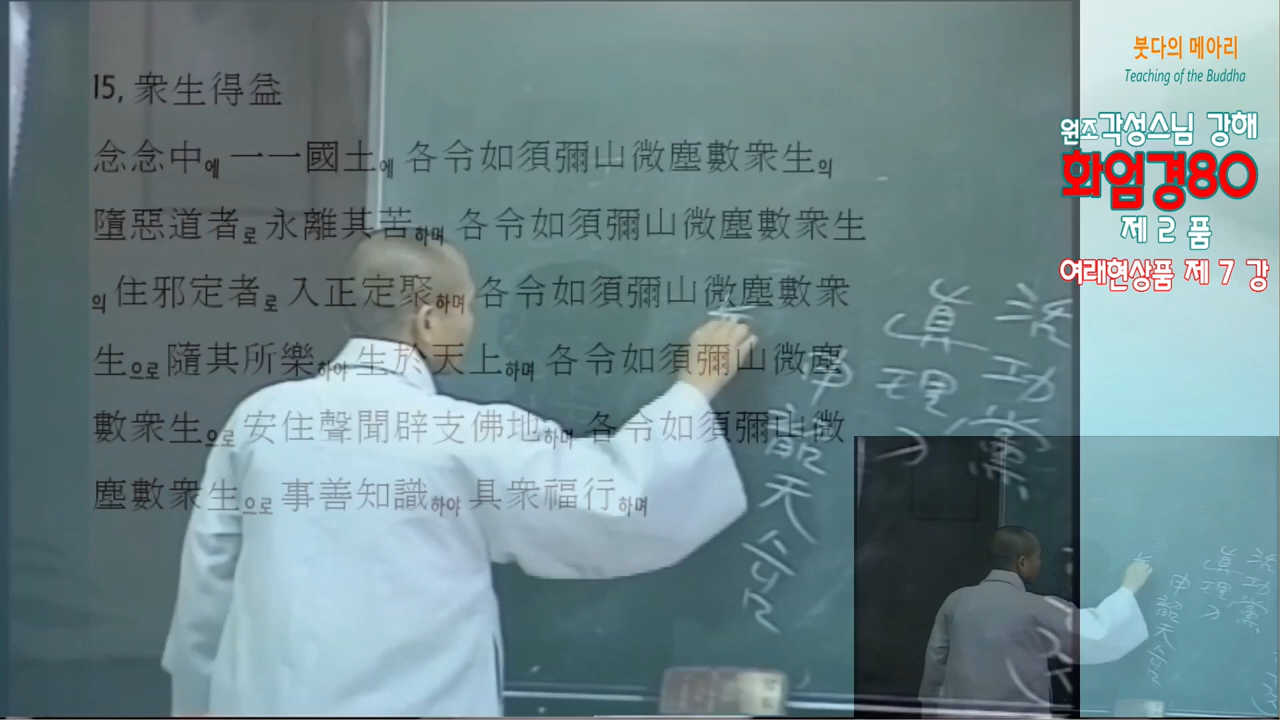 15, 衆生得益
念念中에 一一國土에 各令如須彌山微塵數衆生의
墮惡道者로 永離其苦하며 各令如須彌山微塵數衆生
의 住邪定者로 入正定聚하며 各令如須彌山微塵數衆
生으로 隨其所樂하야 生於天上하며 各令如須彌山微塵
數衆生으로 安住聲聞辟支佛地하며 各令如須彌山微
塵數衆生으로 事善知識하야 具衆福行하며
붓다의 메아리
Teaching of the Buddha
원조각성스님 강해
화엄경80
제 2 품
여래현상품 제 7 강
眞理
龍天